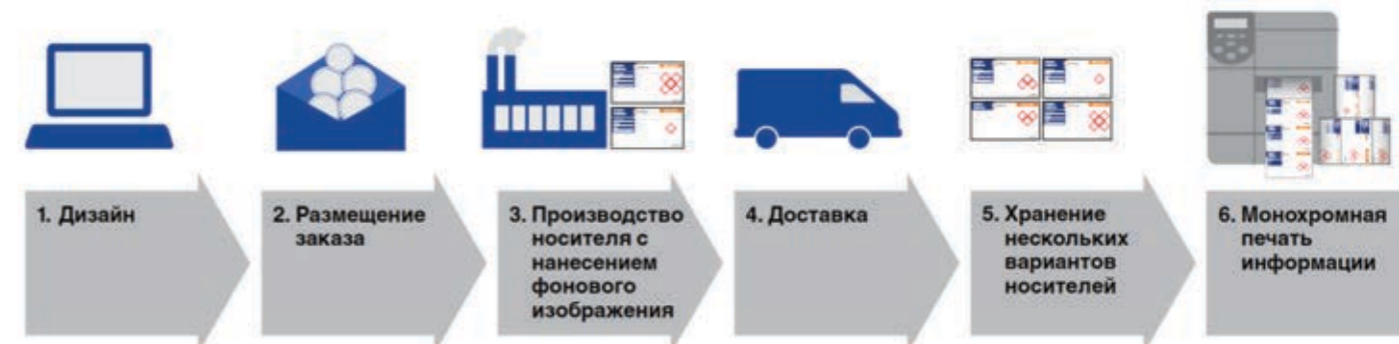 1. Дизайн
2. Размещение
заказа
3. Производство
носителя с
нанесением
фонового
изображения
4. Доставка
5. Хранение
нескольких
вариантов
носителей
6. Монохромная
печать
информации